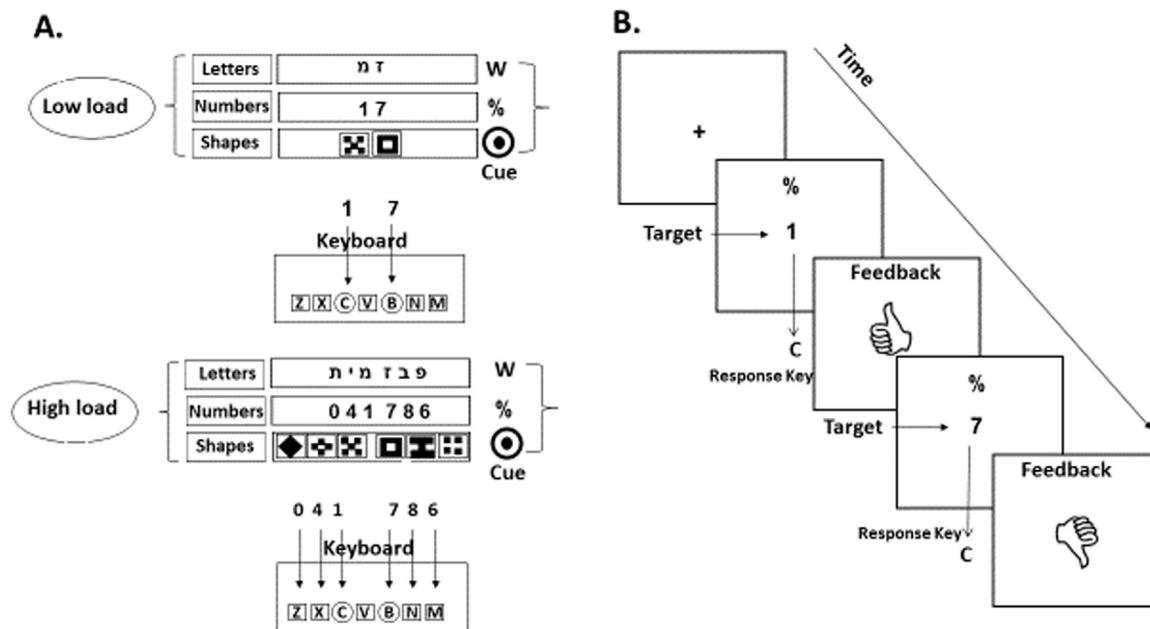 A.
Letters ז מ W
Low load
Numbers 1 7 %
Shapes
Cue
1 7
Keyboard
Z X C V B N M
Letters פ ב ז מ י ת W
High load
Numbers 0 4 1 7 8 6 %
Shapes
Cue
0 4 1 7 8 6
Keyboard
Z X C V B N M
B.
Time
+
%
Target 1
Feedback
C
Response Key
%
Target 7
Feedback
Response Key
C